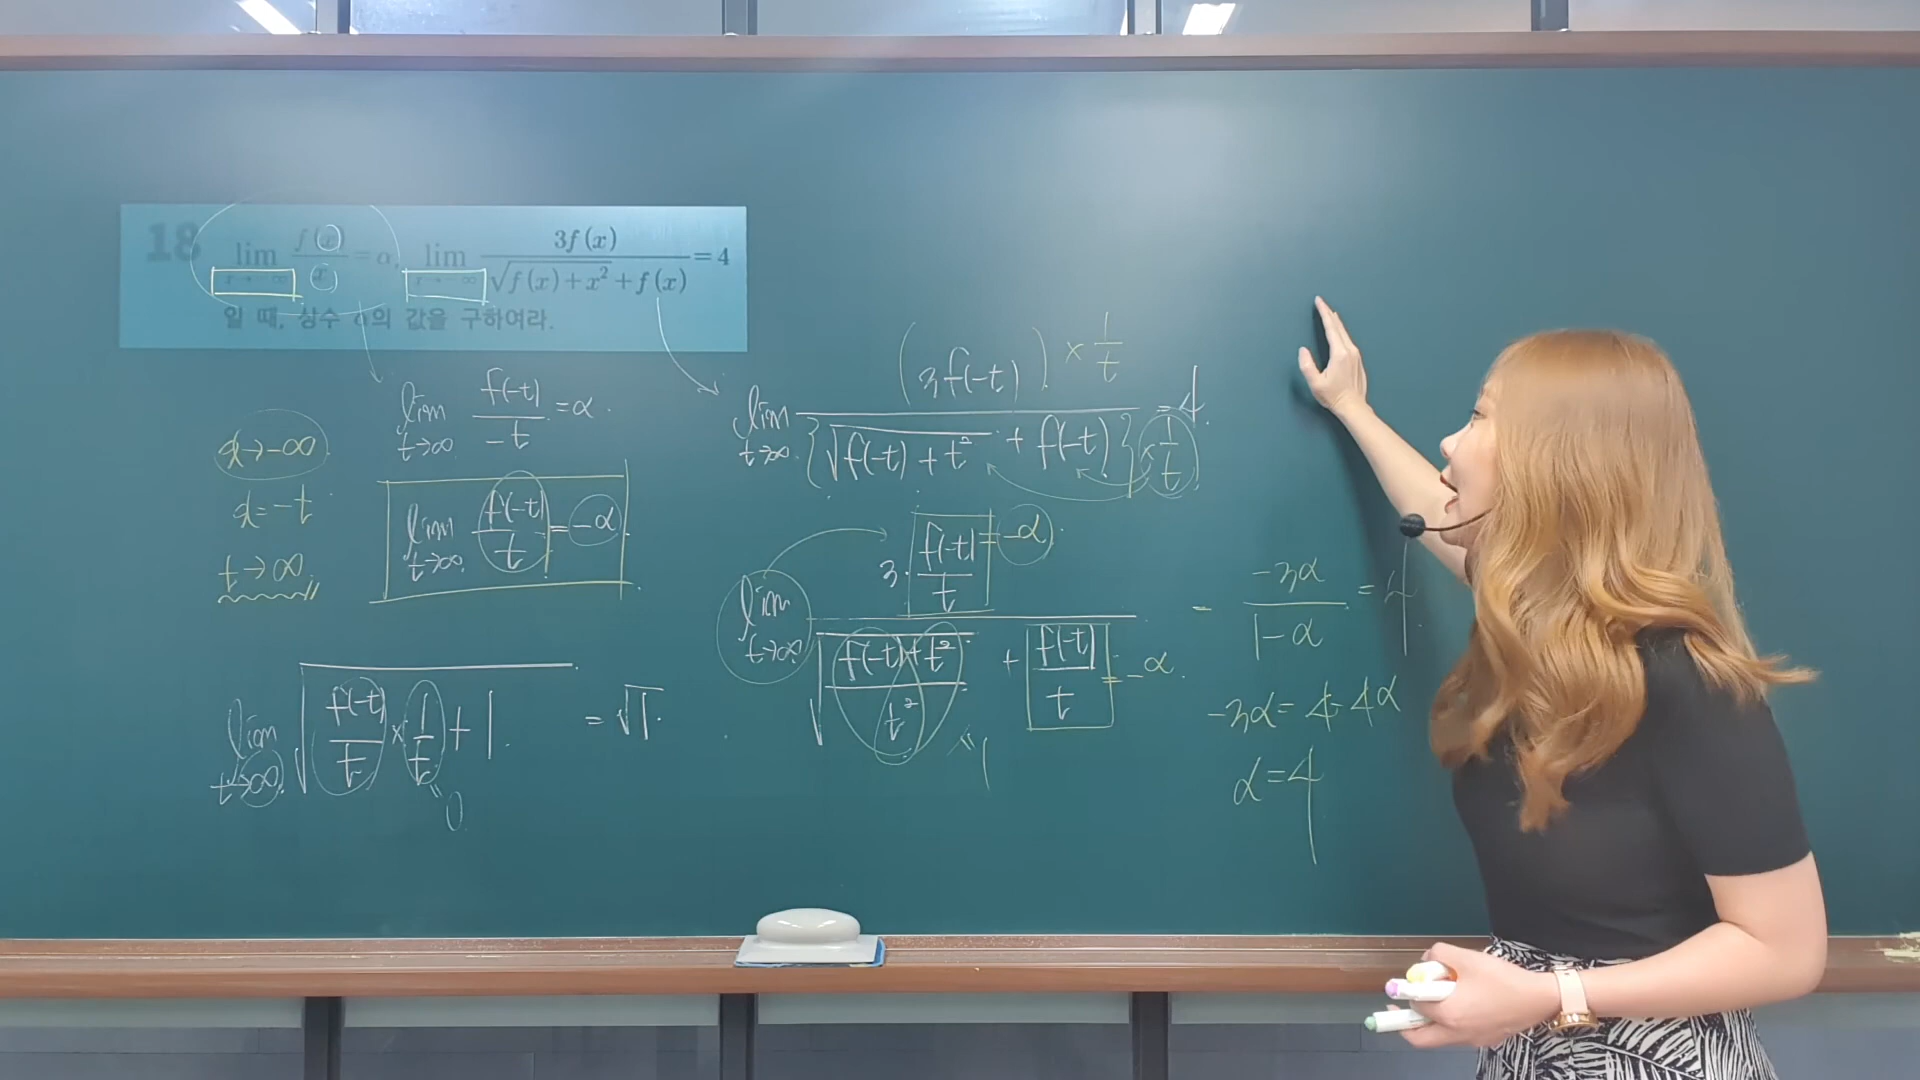 18 lim x→-∞ f(x)/x = α, lim x→-∞ 3f(x)/(√(f(x)+x²)+f(x)) = 4
일 때, 상수 α의 값을 구하여라.
x→-∞
x=-t
t→∞
lim t→∞ f(-t)/-t = α
lim t→∞ f(-t)/t = -α
lim t→∞ √(f(-t)/t × 1/t + 1) = √1
0
lim t→∞ (3f(-t)) × 1/t / {√(f(-t)+t²) + f(-t)} × 1/t = 4
lim t→∞ 3·f(-t)/t / (√((f(-t)+t²)/t²) + f(-t)/t) = -3α/(1-α) = 4
= -α
= -α
1
-3α = 4-4α
α=4